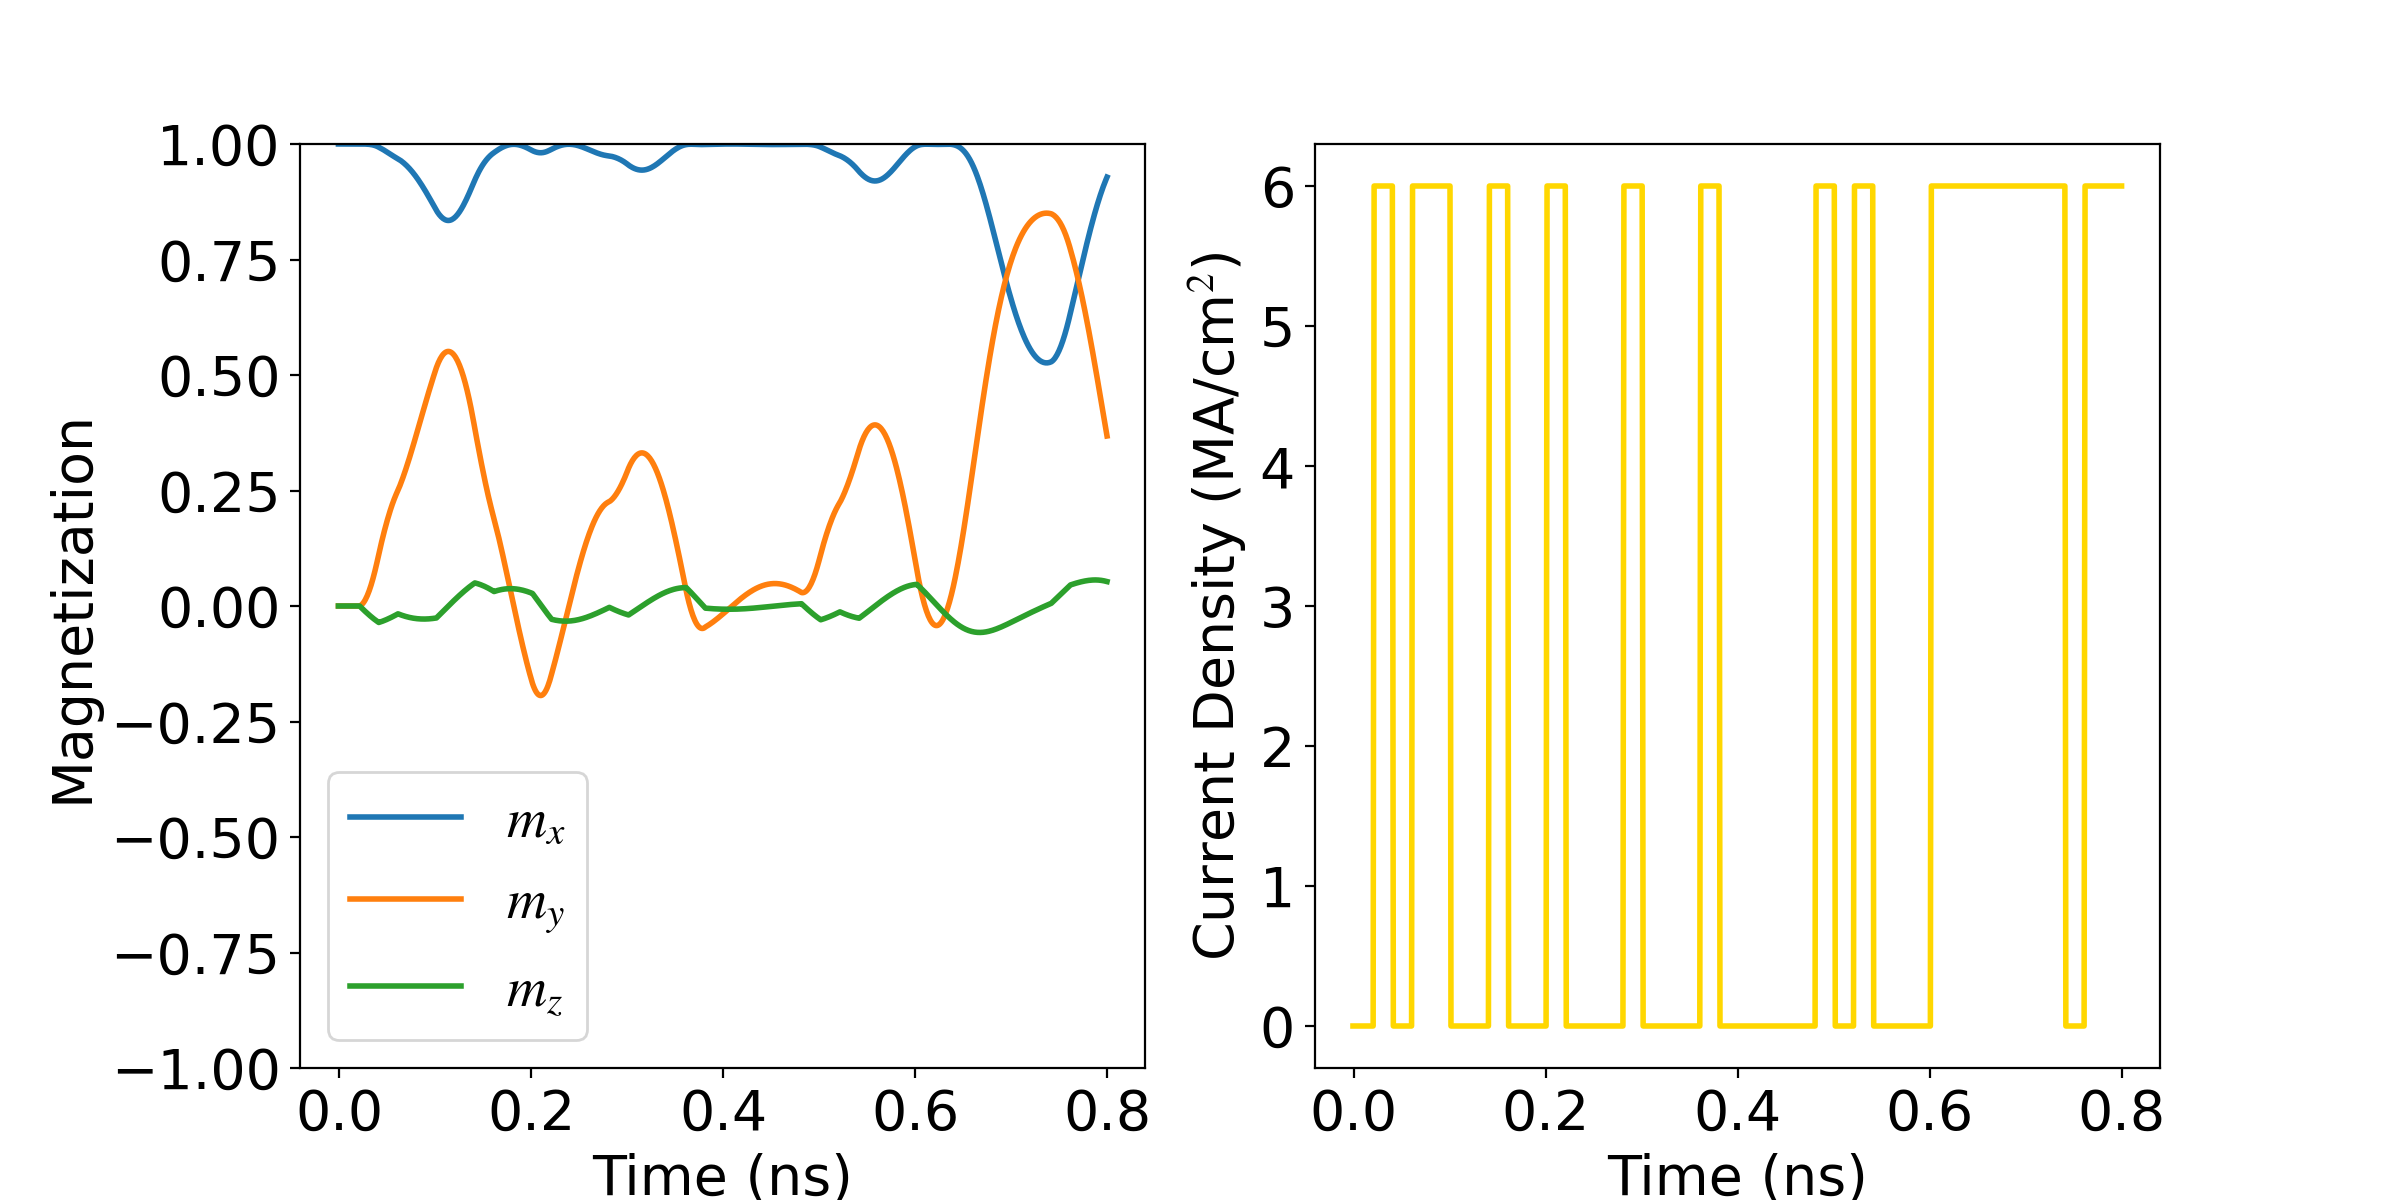 1.00
0.75
0.50
0.25
0.00
−0.25
−0.50
−0.75
−1.00
Magnetization
m_x
m_y
m_z
0.0 0.2 0.4 0.6 0.8
Time (ns)
6
5
4
3
2
1
0
Current Density (MA/cm²)
0.0 0.2 0.4 0.6 0.8
Time (ns)